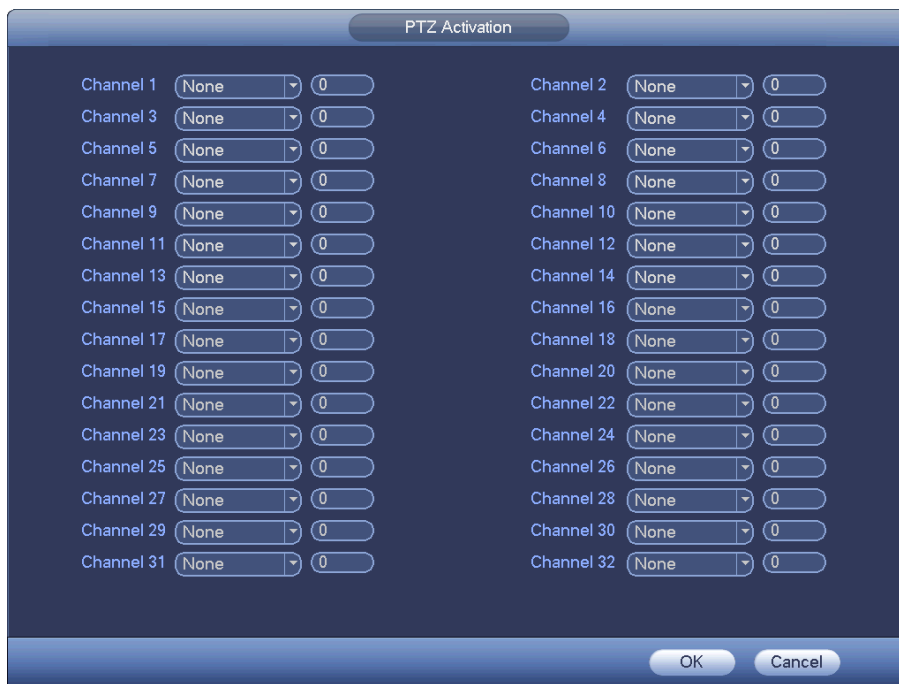 PTZ Activation
Channel 1 None 0 Channel 2 None 0
Channel 3 None 0 Channel 4 None 0
Channel 5 None 0 Channel 6 None 0
Channel 7 None 0 Channel 8 None 0
Channel 9 None 0 Channel 10 None 0
Channel 11 None 0 Channel 12 None 0
Channel 13 None 0 Channel 14 None 0
Channel 15 None 0 Channel 16 None 0
Channel 17 None 0 Channel 18 None 0
Channel 19 None 0 Channel 20 None 0
Channel 21 None 0 Channel 22 None 0
Channel 23 None 0 Channel 24 None 0
Channel 25 None 0 Channel 26 None 0
Channel 27 None 0 Channel 28 None 0
Channel 29 None 0 Channel 30 None 0
Channel 31 None 0 Channel 32 None 0
OK Cancel